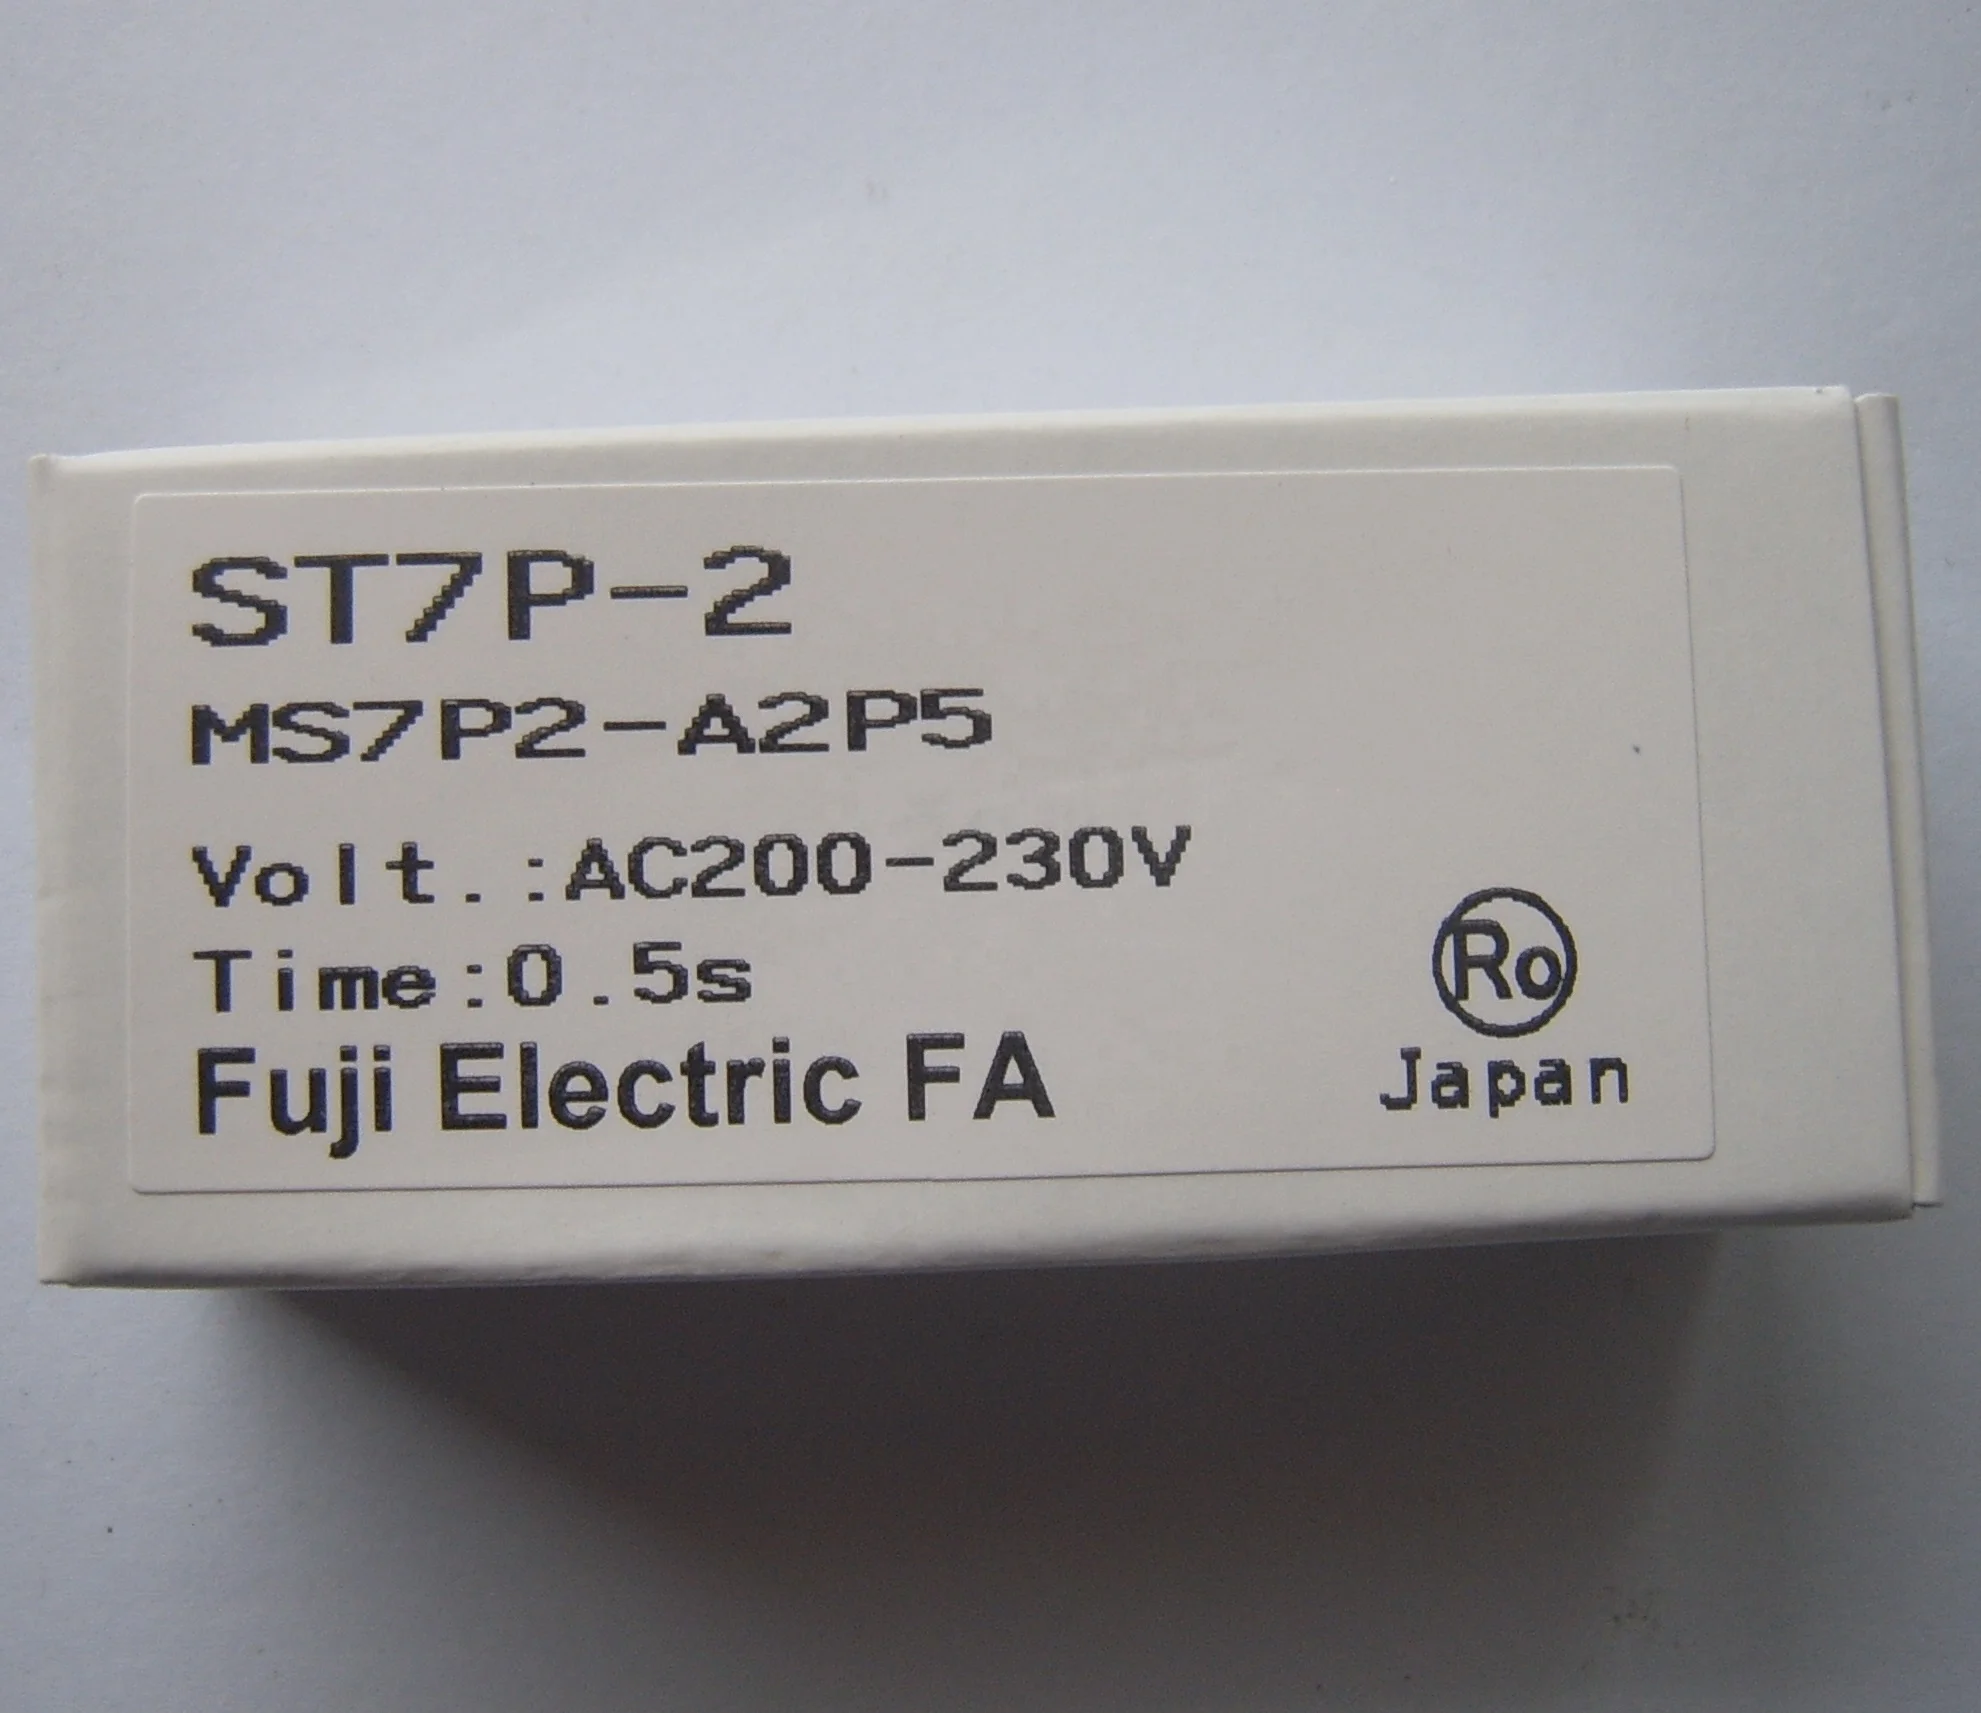 ST7P-2
MS7P2-A2P5
Volt.:AC200-230V
Time:0.5s
Ro
Fuji Electric FA
Japan